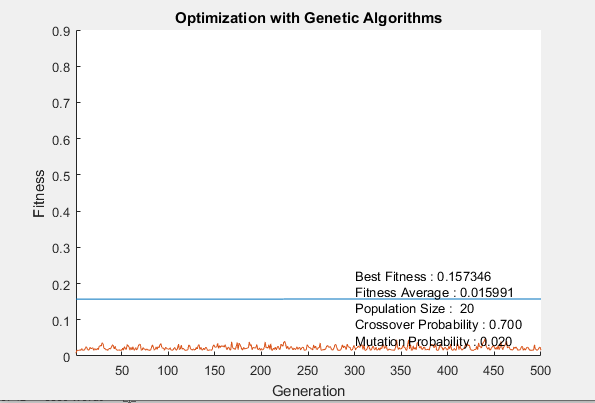 Optimization with Genetic Algorithms
0.9
0.8
0.7
0.6
0.5
0.4
0.3
0.2
0.1
0
Fitness
Best Fitness : 0.157346
Fitness Average : 0.015991
Population Size : 20
Crossover Probability : 0.700
Mutation Probability : 0.020
50 100 150 200 250 300 350 400 450 500
Generation